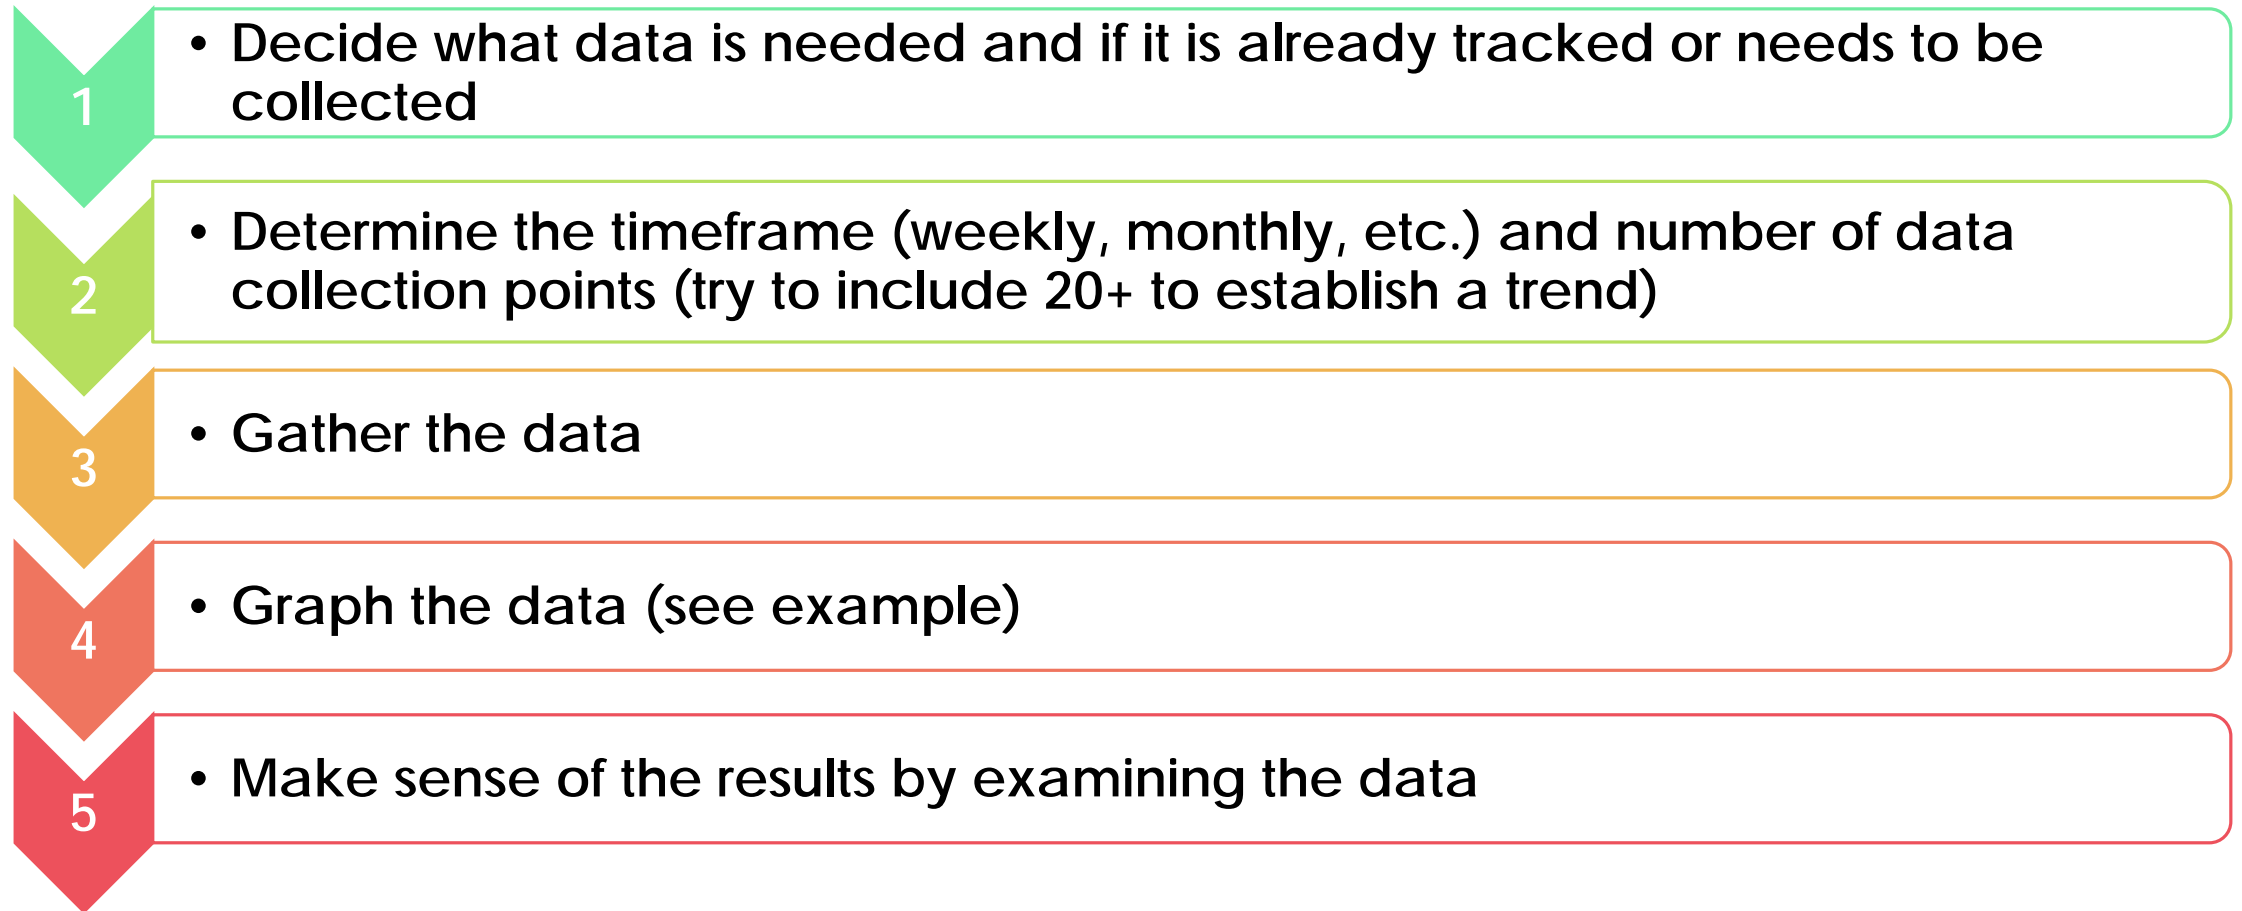 1
• Decide what data is needed and if it is already tracked or needs to be
collected
2
• Determine the timeframe (weekly, monthly, etc.) and number of data
collection points (try to include 20+ to establish a trend)
3
• Gather the data
4
• Graph the data (see example)
5
• Make sense of the results by examining the data